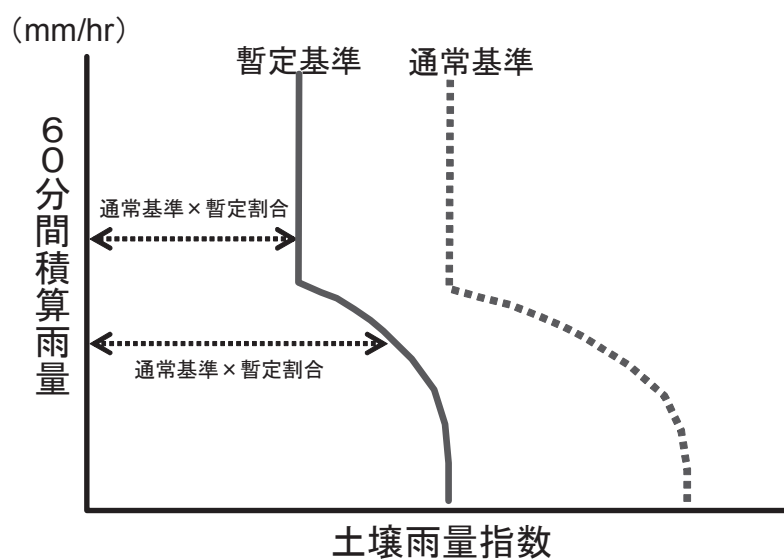 （mm/hr）
暫定基準
通常基準
60分間積算雨量
通常基準×暫定割合
通常基準×暫定割合
土壌雨量指数